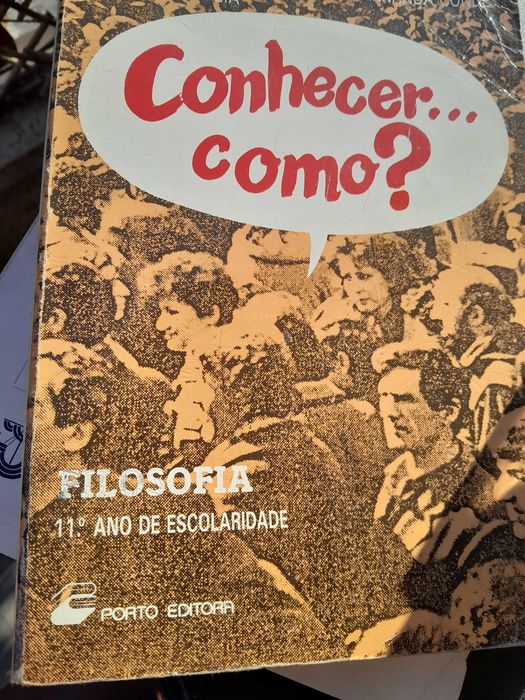 Conhecer...
como?
FILOSOFIA
11.º ANO DE ESCOLARIDADE
PORTO EDITORA